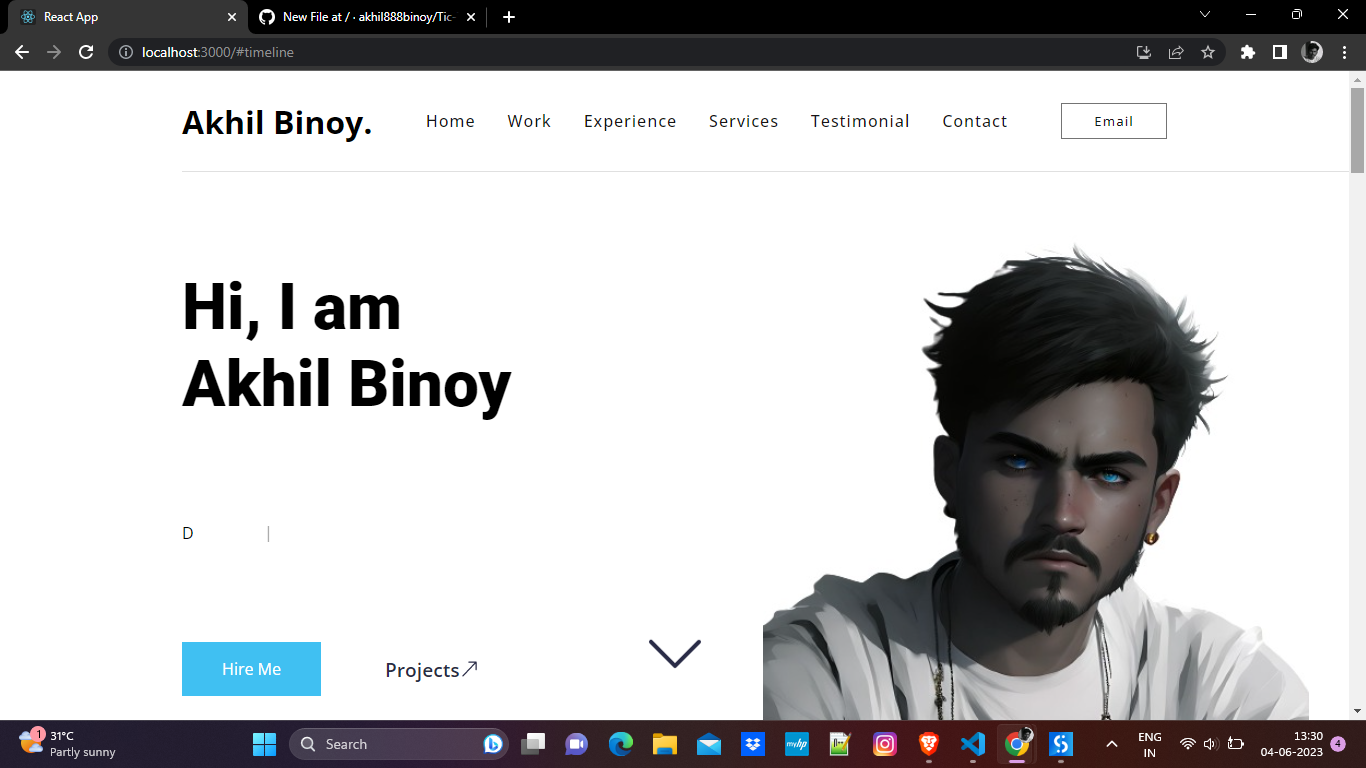 React App
New File at / · akhil888binoy/Tic-
localhost:3000/#timeline
Akhil Binoy.
Home
Work
Experience
Services
Testimonial
Contact
Email
Hi, I am
Akhil Binoy
D |
Hire Me
Projects
1
31°C
Partly sunny
Search
myhp
ENG
IN
13:30
04-06-2023
4